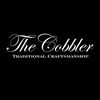 The Cobbler
TRADITIONAL CRAFTSMANSHIP